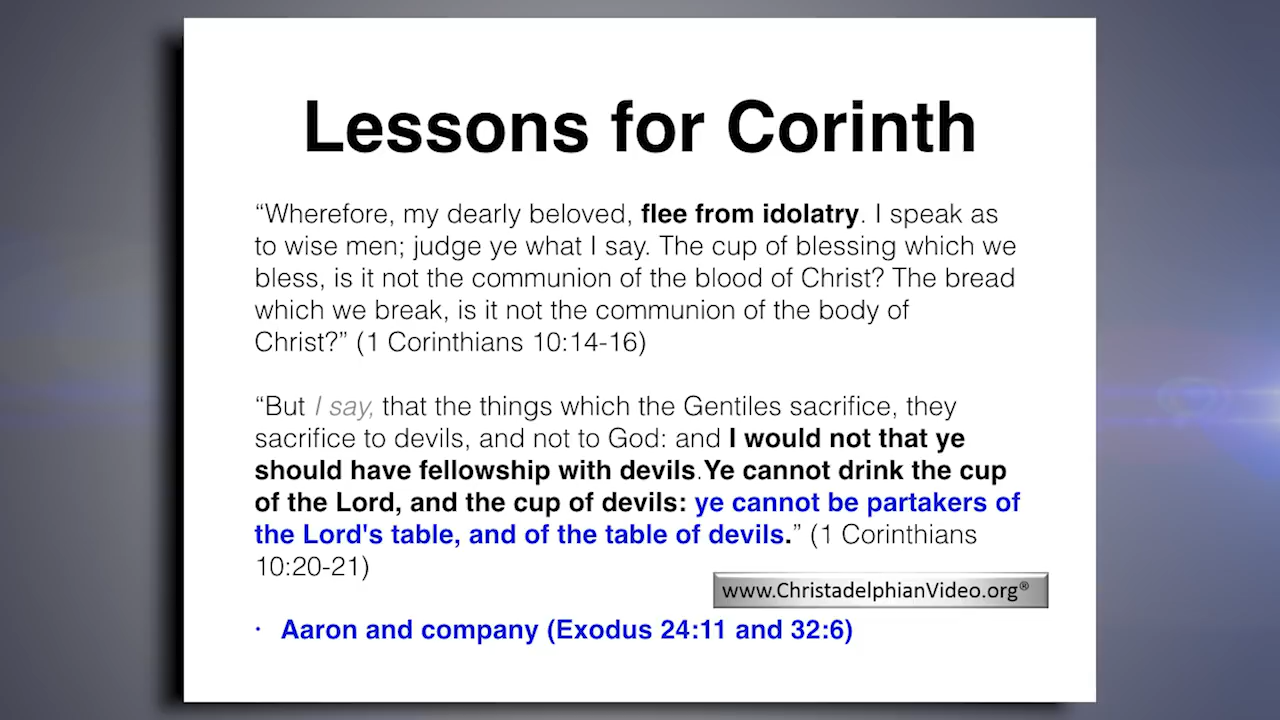 Lessons for Corinth
“Wherefore, my dearly beloved, flee from idolatry. I speak as
to wise men; judge ye what I say. The cup of blessing which we
bless, is it not the communion of the blood of Christ? The bread
which we break, is it not the communion of the body of
Christ?” (1 Corinthians 10:14-16)
“But I say, that the things which the Gentiles sacrifice, they
sacrifice to devils, and not to God: and I would not that ye
should have fellowship with devils. Ye cannot drink the cup
of the Lord, and the cup of devils: ye cannot be partakers of
the Lord's table, and of the table of devils.” (1 Corinthians
10:20-21)
www.ChristadelphianVideo.org®
· Aaron and company (Exodus 24:11 and 32:6)